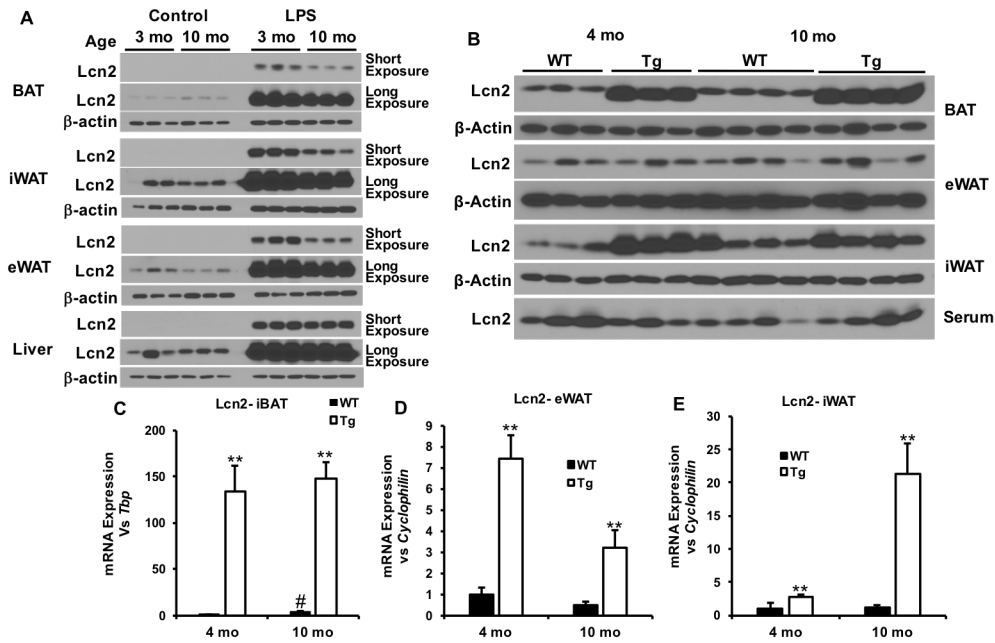 A
Control
LPS
Age
3 mo
10 mo
3 mo
10 mo
BAT
Lcn2
Short
Exposure
Lcn2
Long
Exposure
β-actin
iWAT
Lcn2
Short
Exposure
Lcn2
Long
Exposure
β-actin
eWAT
Lcn2
Short
Exposure
Lcn2
Long
Exposure
β-actin
Liver
Lcn2
Short
Exposure
Lcn2
Long
Exposure
β-actin
B
4 mo
10 mo
WT
Tg
WT
Tg
Lcn2
BAT
β-Actin
Lcn2
eWAT
β-Actin
Lcn2
iWAT
β-Actin
Lcn2
Serum
C
Lcn2- iBAT
WT
Tg
mRNA Expression
Vs Tbp
200
150
100
50
0
**
**
#
4 mo
10 mo
D
Lcn2- eWAT
WT
Tg
mRNA Expression
vs Cyclophilin
9
8
7
6
5
4
3
2
1
0
**
**
4 mo
10 mo
E
Lcn2- iWAT
WT
Tg
mRNA Expression
vs Cyclophilin
30
25
20
15
10
5
0
**
**
4 mo
10 mo